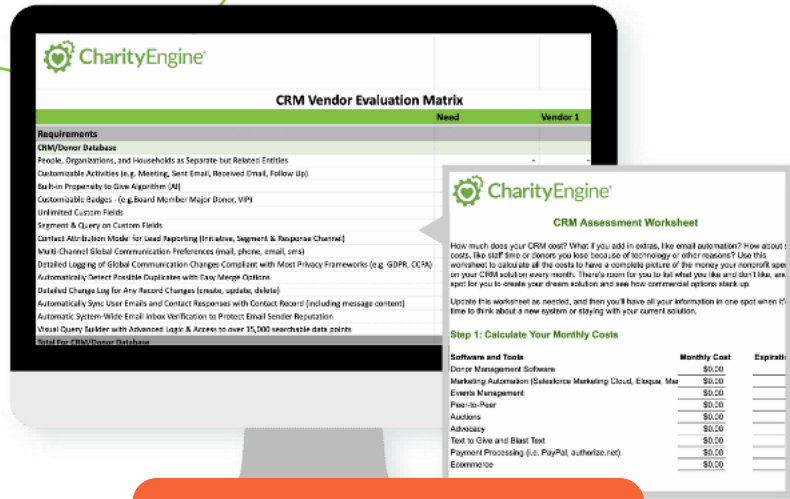 CharityEngine®
CRM Vendor Evaluation Matrix
Need Vendor 1
Requirements
CRM/Donor Database
People, Organizations, and Households as Separate but Related Entities - -
Customizable Activities (e.g. Meeting, Sent Email, Received Email, Follow Up)
Built-in Propensity to Give Algorithm (AI)
Customizable Badges - (e.g.Board Member Major Donor, VIP)
Unlimited Custom Fields
Segment & Query on Custom Fields
Contact Attribution Model for Lead Reporting (Initiative, Segment & Response Channel)
Multi-Channel Global Communication Preferences (mail, phone, email, sms)
Detailed Logging of Global Communication Changes Compliant with Most Privacy Frameworks (e.g. GDPR, CCPA)
Automatically Detect Possible Duplicates with Easy Merge Options
Detailed Change Log for Any Record Changes (create, update, delete)
Automatically Sync User Emails and Contact Responses with Contact Record (including message content)
Automatic System-Wide Email Inbox Verification to Protect Email Sender Reputation
Visual Query Builder with Advanced Logic & Access to over 15,000 searchable data points
Total For CRM/Donor Database
CharityEngine®
CRM Assessment Worksheet
How much does your CRM cost? What if you add in extras, like email automation? How about
costs, like staff time or donors you lose because of technology or other reasons? Use this
worksheet to calculate all the costs to have a complete picture of the money your nonprofit
on your CRM solution every month. There's room for you to list what you like and don't like,
spot for you to create your dream solution and see how commercial options stack up.
Update this worksheet as needed, and then you'll have all your information in one spot when
time to think about a new system or staying with your current solution.
Step 1: Calculate Your Monthly Costs
Software and Tools Monthly Cost
Donor Management Software $0.00
Marketing Automation (Salesforce Marketing Cloud, Eloqua, $0.00
Events Management $0.00
Peer-to-Peer $0.00
Auctions $0.00
Advocacy $0.00
Text to Give and Blast Text $0.00
Payment Processing (i.e. PayPal, authorize.net) $0.00
Ecommerce $0.00